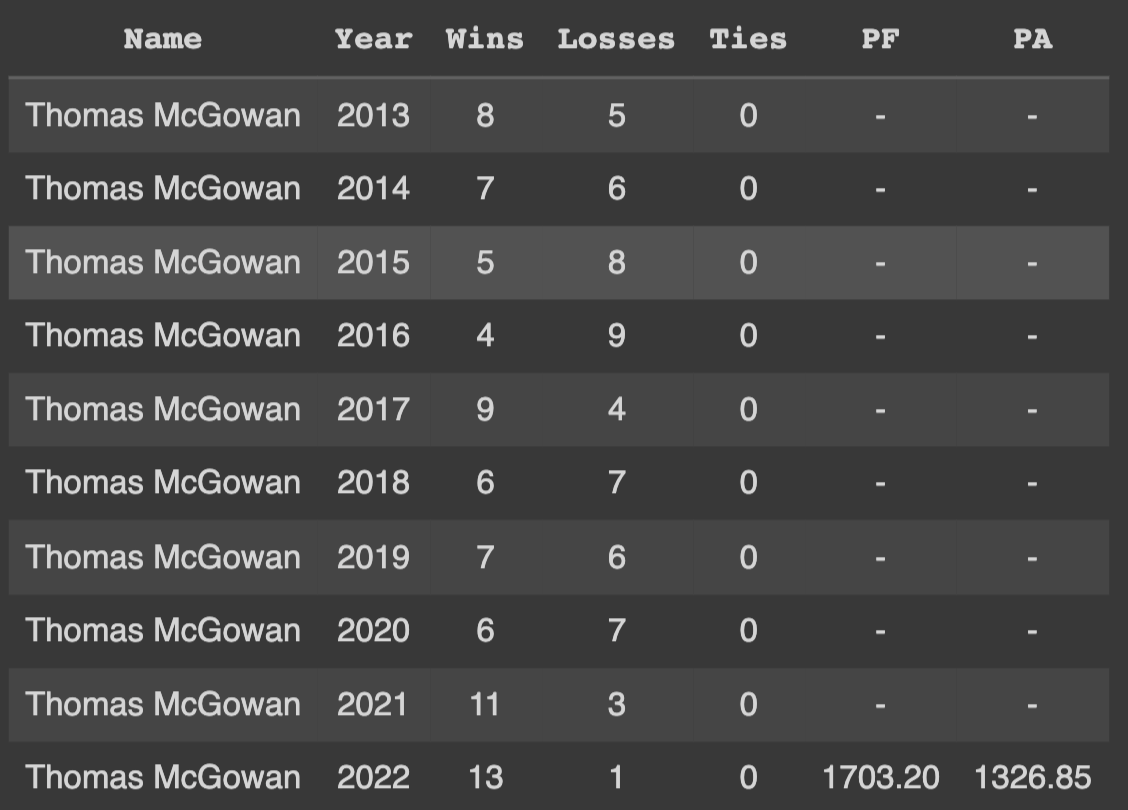 Name Year Wins Losses Ties PF PA
Thomas McGowan 2013 8 5 0 - -
Thomas McGowan 2014 7 6 0 - -
Thomas McGowan 2015 5 8 0 - -
Thomas McGowan 2016 4 9 0 - -
Thomas McGowan 2017 9 4 0 - -
Thomas McGowan 2018 6 7 0 - -
Thomas McGowan 2019 7 6 0 - -
Thomas McGowan 2020 6 7 0 - -
Thomas McGowan 2021 11 3 0 - -
Thomas McGowan 2022 13 1 0 1703.20 1326.85